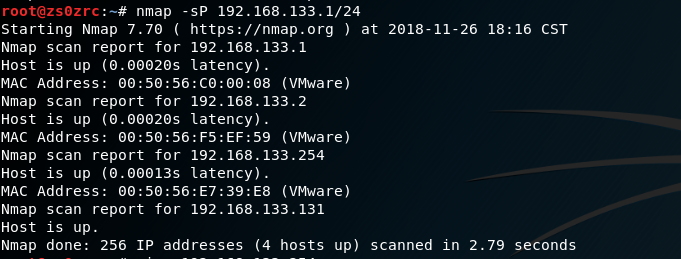 root@zs0zrc:~# nmap -sP 192.168.133.1/24
Starting Nmap 7.70 ( https://nmap.org ) at 2018-11-26 18:16 CST
Nmap scan report for 192.168.133.1
Host is up (0.00020s latency).
MAC Address: 00:50:56:C0:00:08 (VMware)
Nmap scan report for 192.168.133.2
Host is up (0.00020s latency).
MAC Address: 00:50:56:F5:EF:59 (VMware)
Nmap scan report for 192.168.133.254
Host is up (0.00013s latency).
MAC Address: 00:50:56:E7:39:E8 (VMware)
Nmap scan report for 192.168.133.131
Host is up.
Nmap done: 256 IP addresses (4 hosts up) scanned in 2.79 seconds